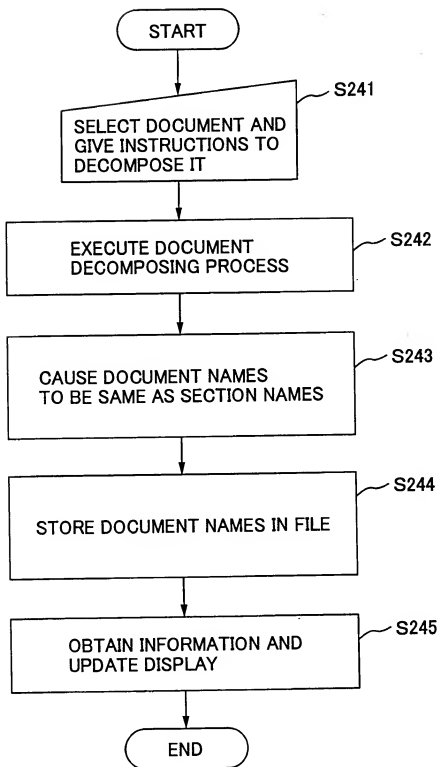 START
S241
SELECT DOCUMENT AND
GIVE INSTRUCTIONS TO
DECOMPOSE IT
S242
EXECUTE DOCUMENT
DECOMPOSING PROCESS
S243
CAUSE DOCUMENT NAMES
TO BE SAME AS SECTION NAMES
S244
STORE DOCUMENT NAMES IN FILE
S245
OBTAIN INFORMATION AND
UPDATE DISPLAY
END